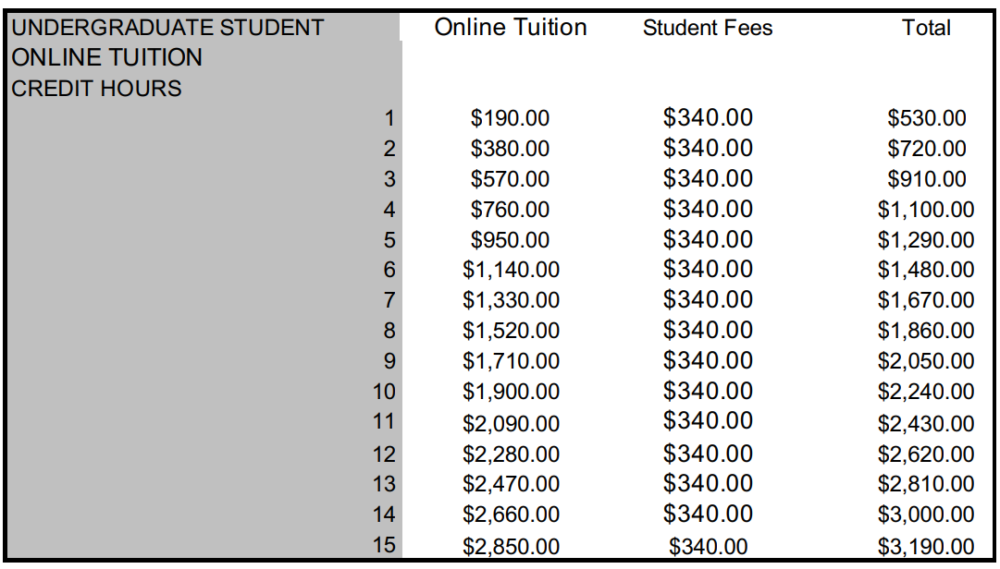 UNDERGRADUATE STUDENT Online Tuition Student Fees Total
ONLINE TUITION
CREDIT HOURS
1 $190.00 $340.00 $530.00
2 $380.00 $340.00 $720.00
3 $570.00 $340.00 $910.00
4 $760.00 $340.00 $1,100.00
5 $950.00 $340.00 $1,290.00
6 $1,140.00 $340.00 $1,480.00
7 $1,330.00 $340.00 $1,670.00
8 $1,520.00 $340.00 $1,860.00
9 $1,710.00 $340.00 $2,050.00
10 $1,900.00 $340.00 $2,240.00
11 $2,090.00 $340.00 $2,430.00
12 $2,280.00 $340.00 $2,620.00
13 $2,470.00 $340.00 $2,810.00
14 $2,660.00 $340.00 $3,000.00
15 $2,850.00 $340.00 $3,190.00